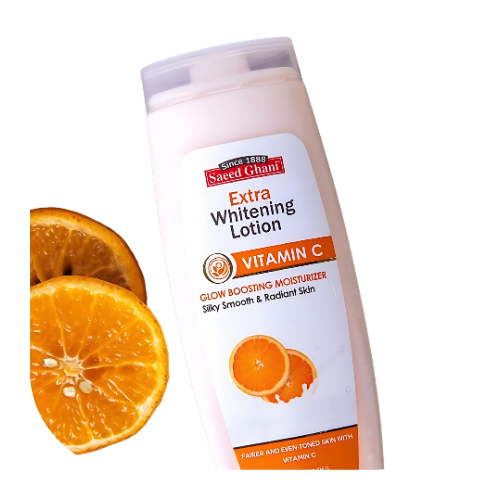 Since 1888
Saeed Ghani
Extra
Whitening
Lotion
VITAMIN C
GLOW BOOSTING MOISTURIZER
Silky Smooth & Radiant Skin
FAIRER AND EVEN-TONED SKIN WITH
VITAMIN C